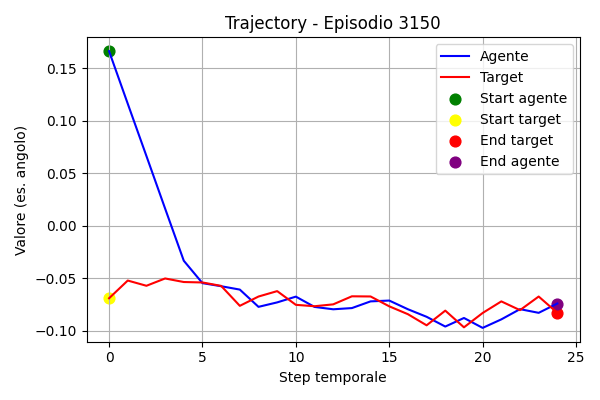 Trajectory - Episodio 3150
Agente
Target
Start agente
Start target
End target
End agente
Valore (es. angolo)
0.15
0.10
0.05
0.00
−0.05
−0.10
0 5 10 15 20 25
Step temporale